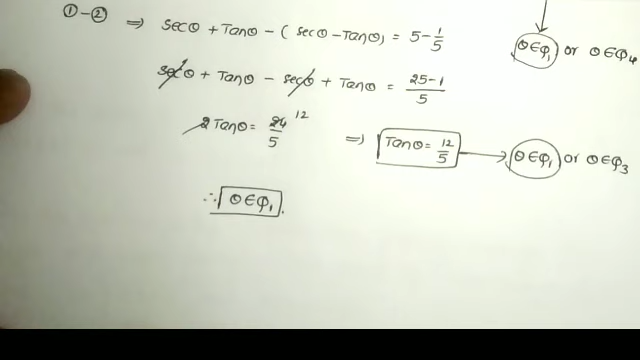 ①-② ⇒ secθ + Tanθ - (secθ - Tanθ) = 5 - 1/5
θ∈φ₁ or θ∈φ₄
secθ + Tanθ - secθ + Tanθ = 25-1/5
2Tanθ = 24/5 12 ⇒ Tanθ = 12/5 → θ∈φ₁ or θ∈φ₃
∴ θ∈φ₁.